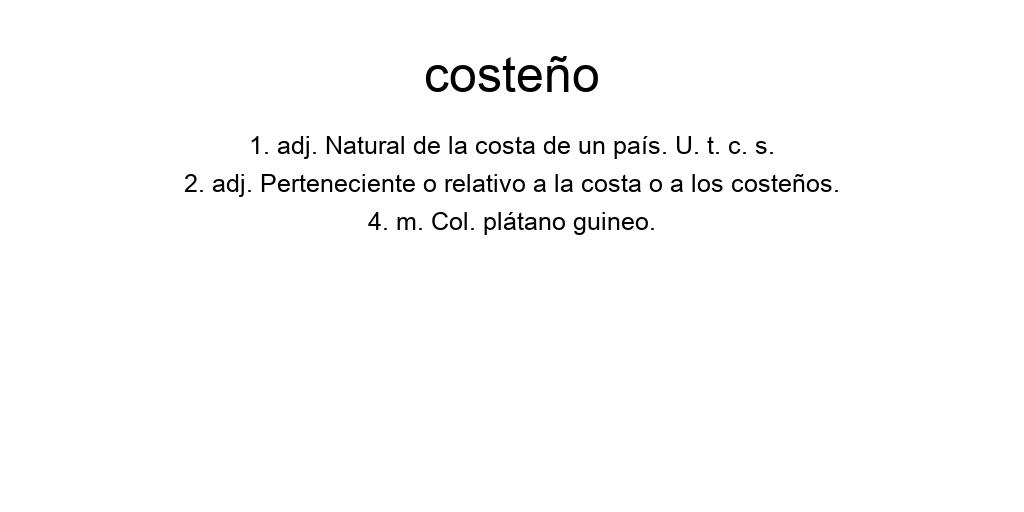 costeño
1. adj. Natural de la costa de un país. U. t. c. s.
2. adj. Perteneciente o relativo a la costa o a los costeños.
4. m. Col. plátano guineo.